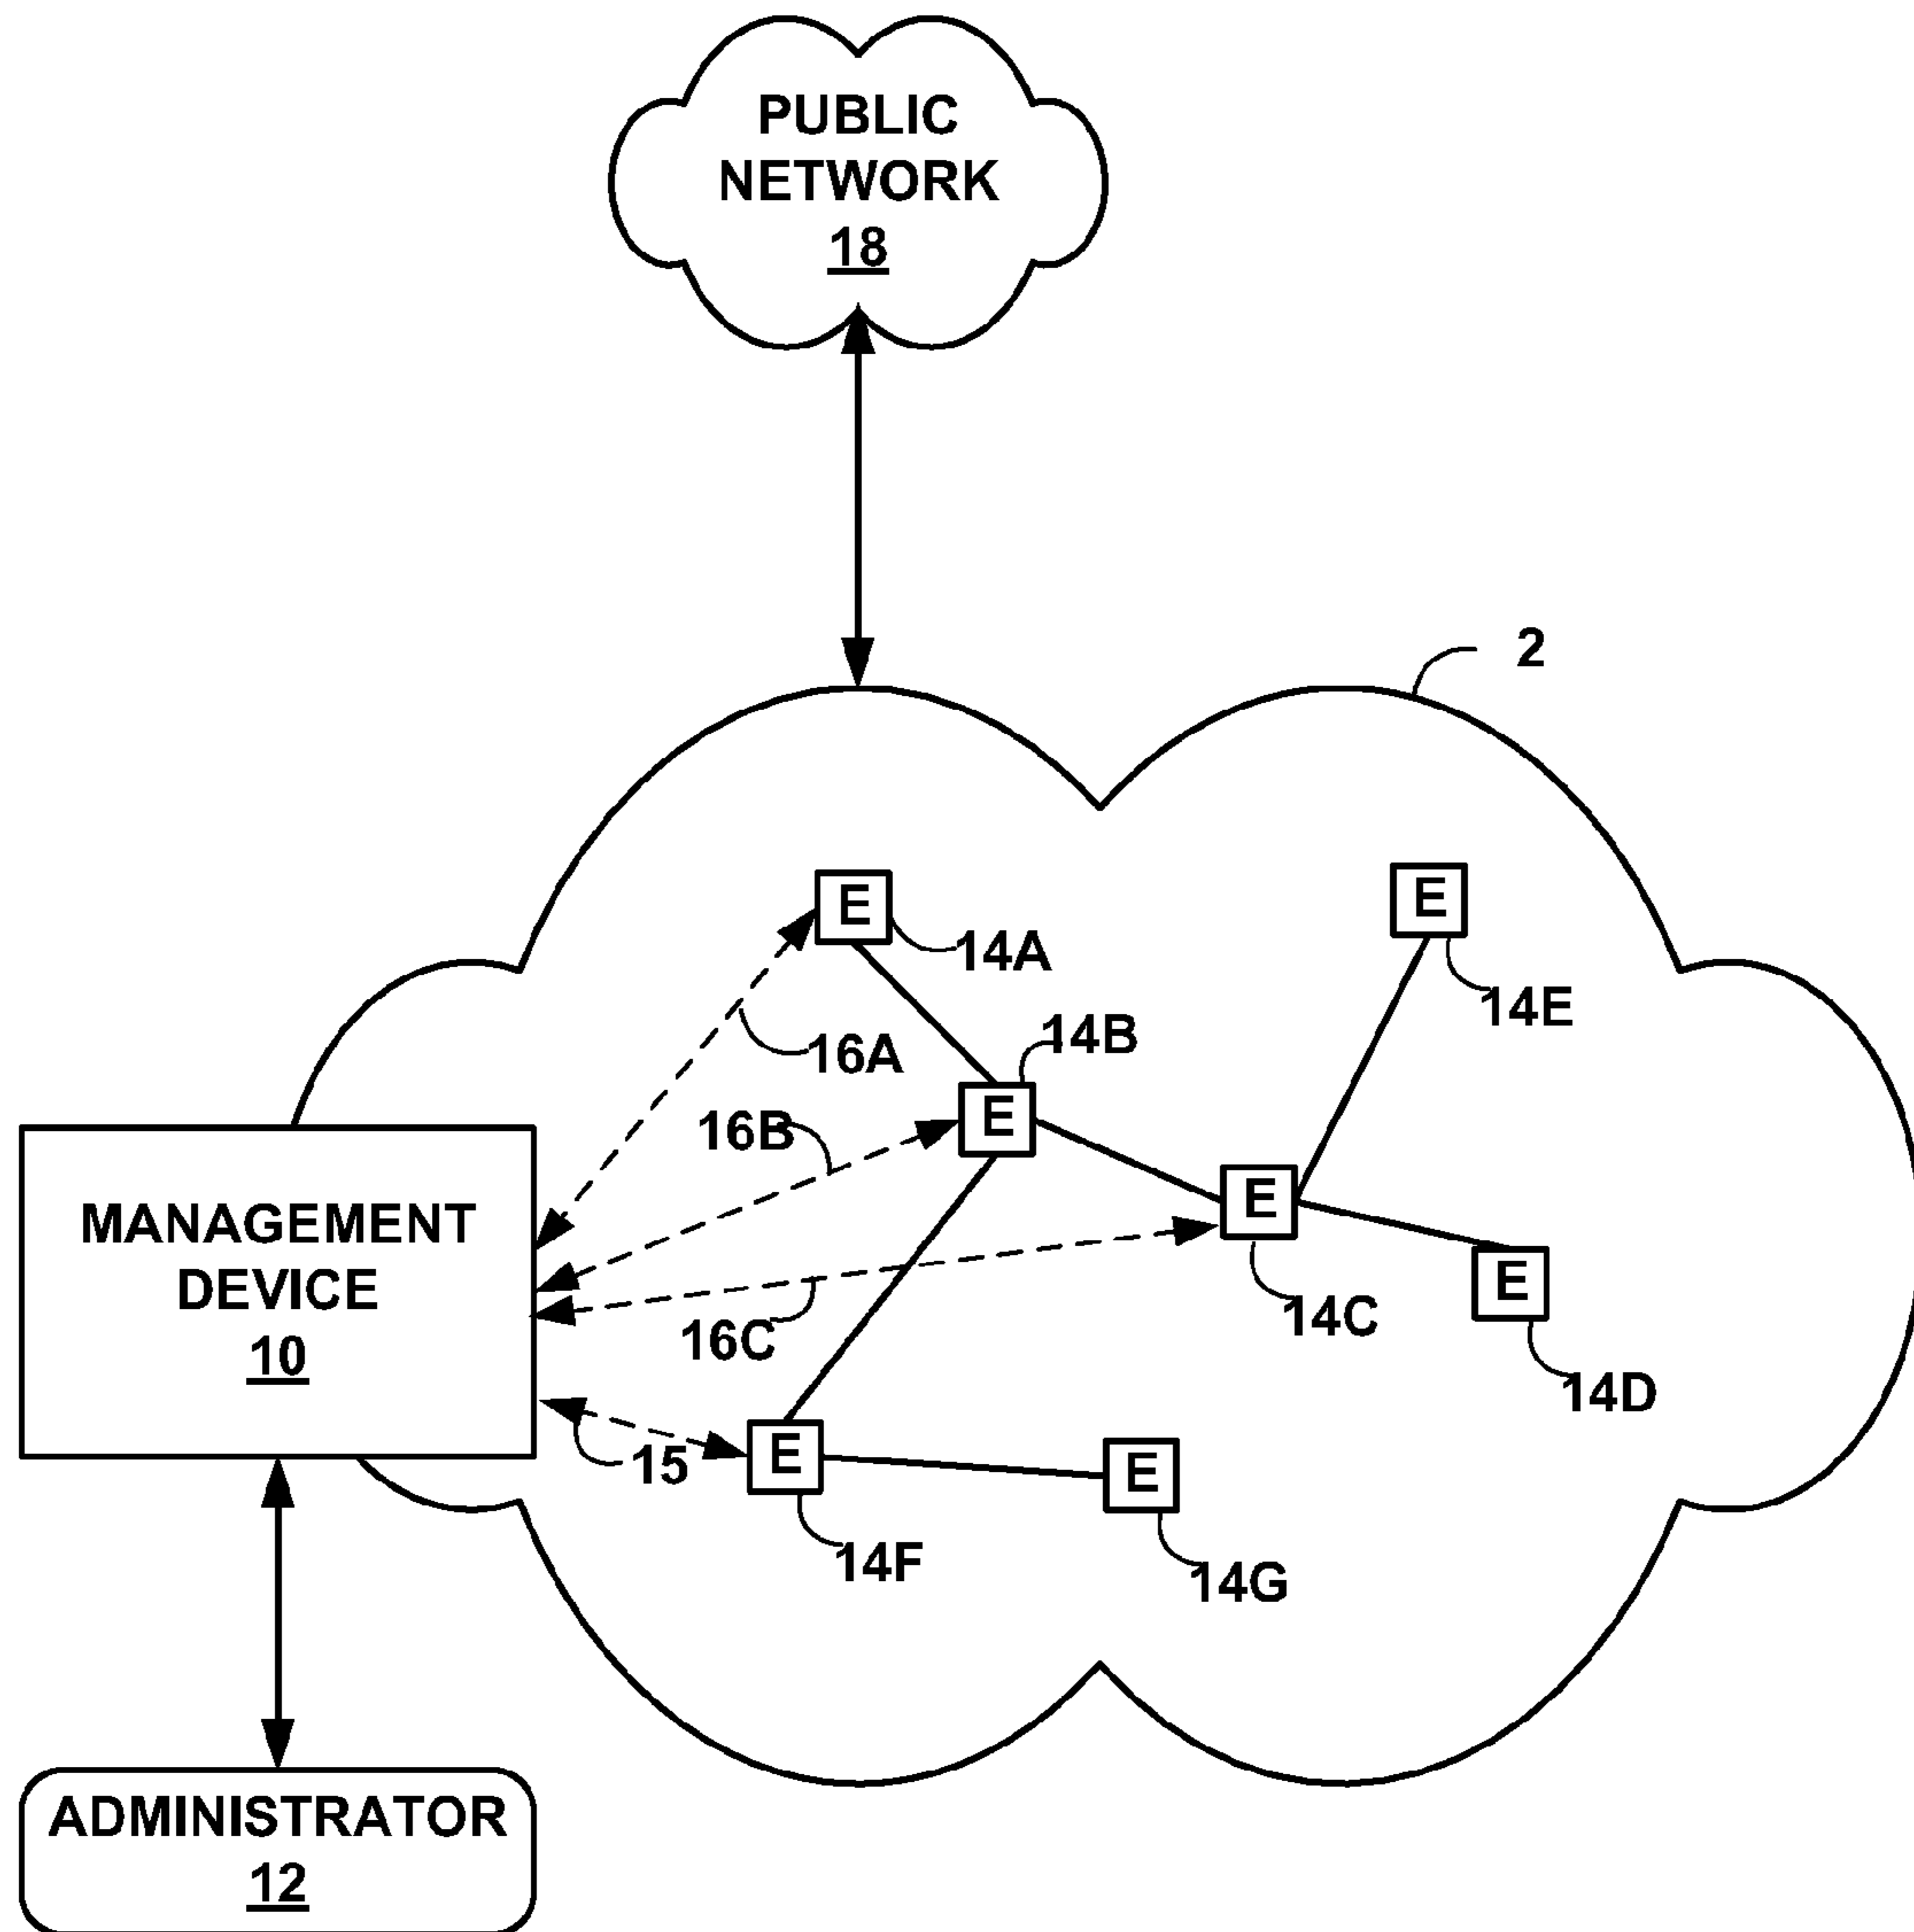 PUBLIC
NETWORK
18
2
E
14A
E
14E
16A
14B
E
16B
E
14C
E
14D
16C
MANAGEMENT
DEVICE
10
15
E
14F
E
14G
ADMINISTRATOR
12